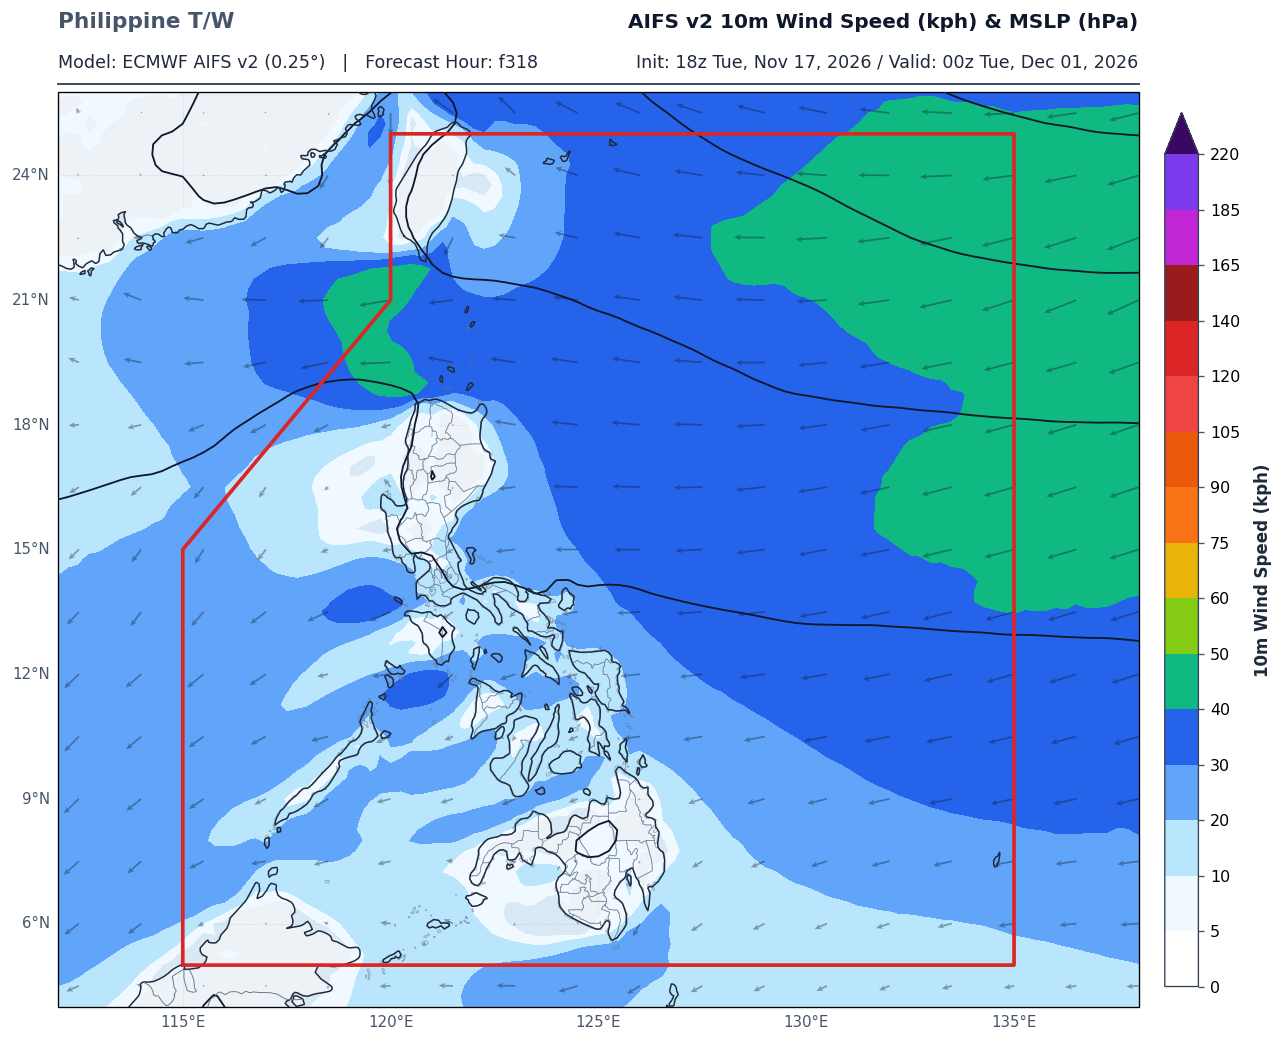 Philippine T/W
AIFS v2 10m Wind Speed (kph) & MSLP (hPa)
Model: ECMWF AIFS v2 (0.25°) | Forecast Hour: f318
Init: 18z Tue, Nov 17, 2026 / Valid: 00z Tue, Dec 01, 2026
24°N
21°N
18°N
15°N
12°N
9°N
6°N
115°E
120°E
125°E
130°E
135°E
220
185
165
140
120
105
90
75
60
50
40
30
20
10
5
0
10m Wind Speed (kph)